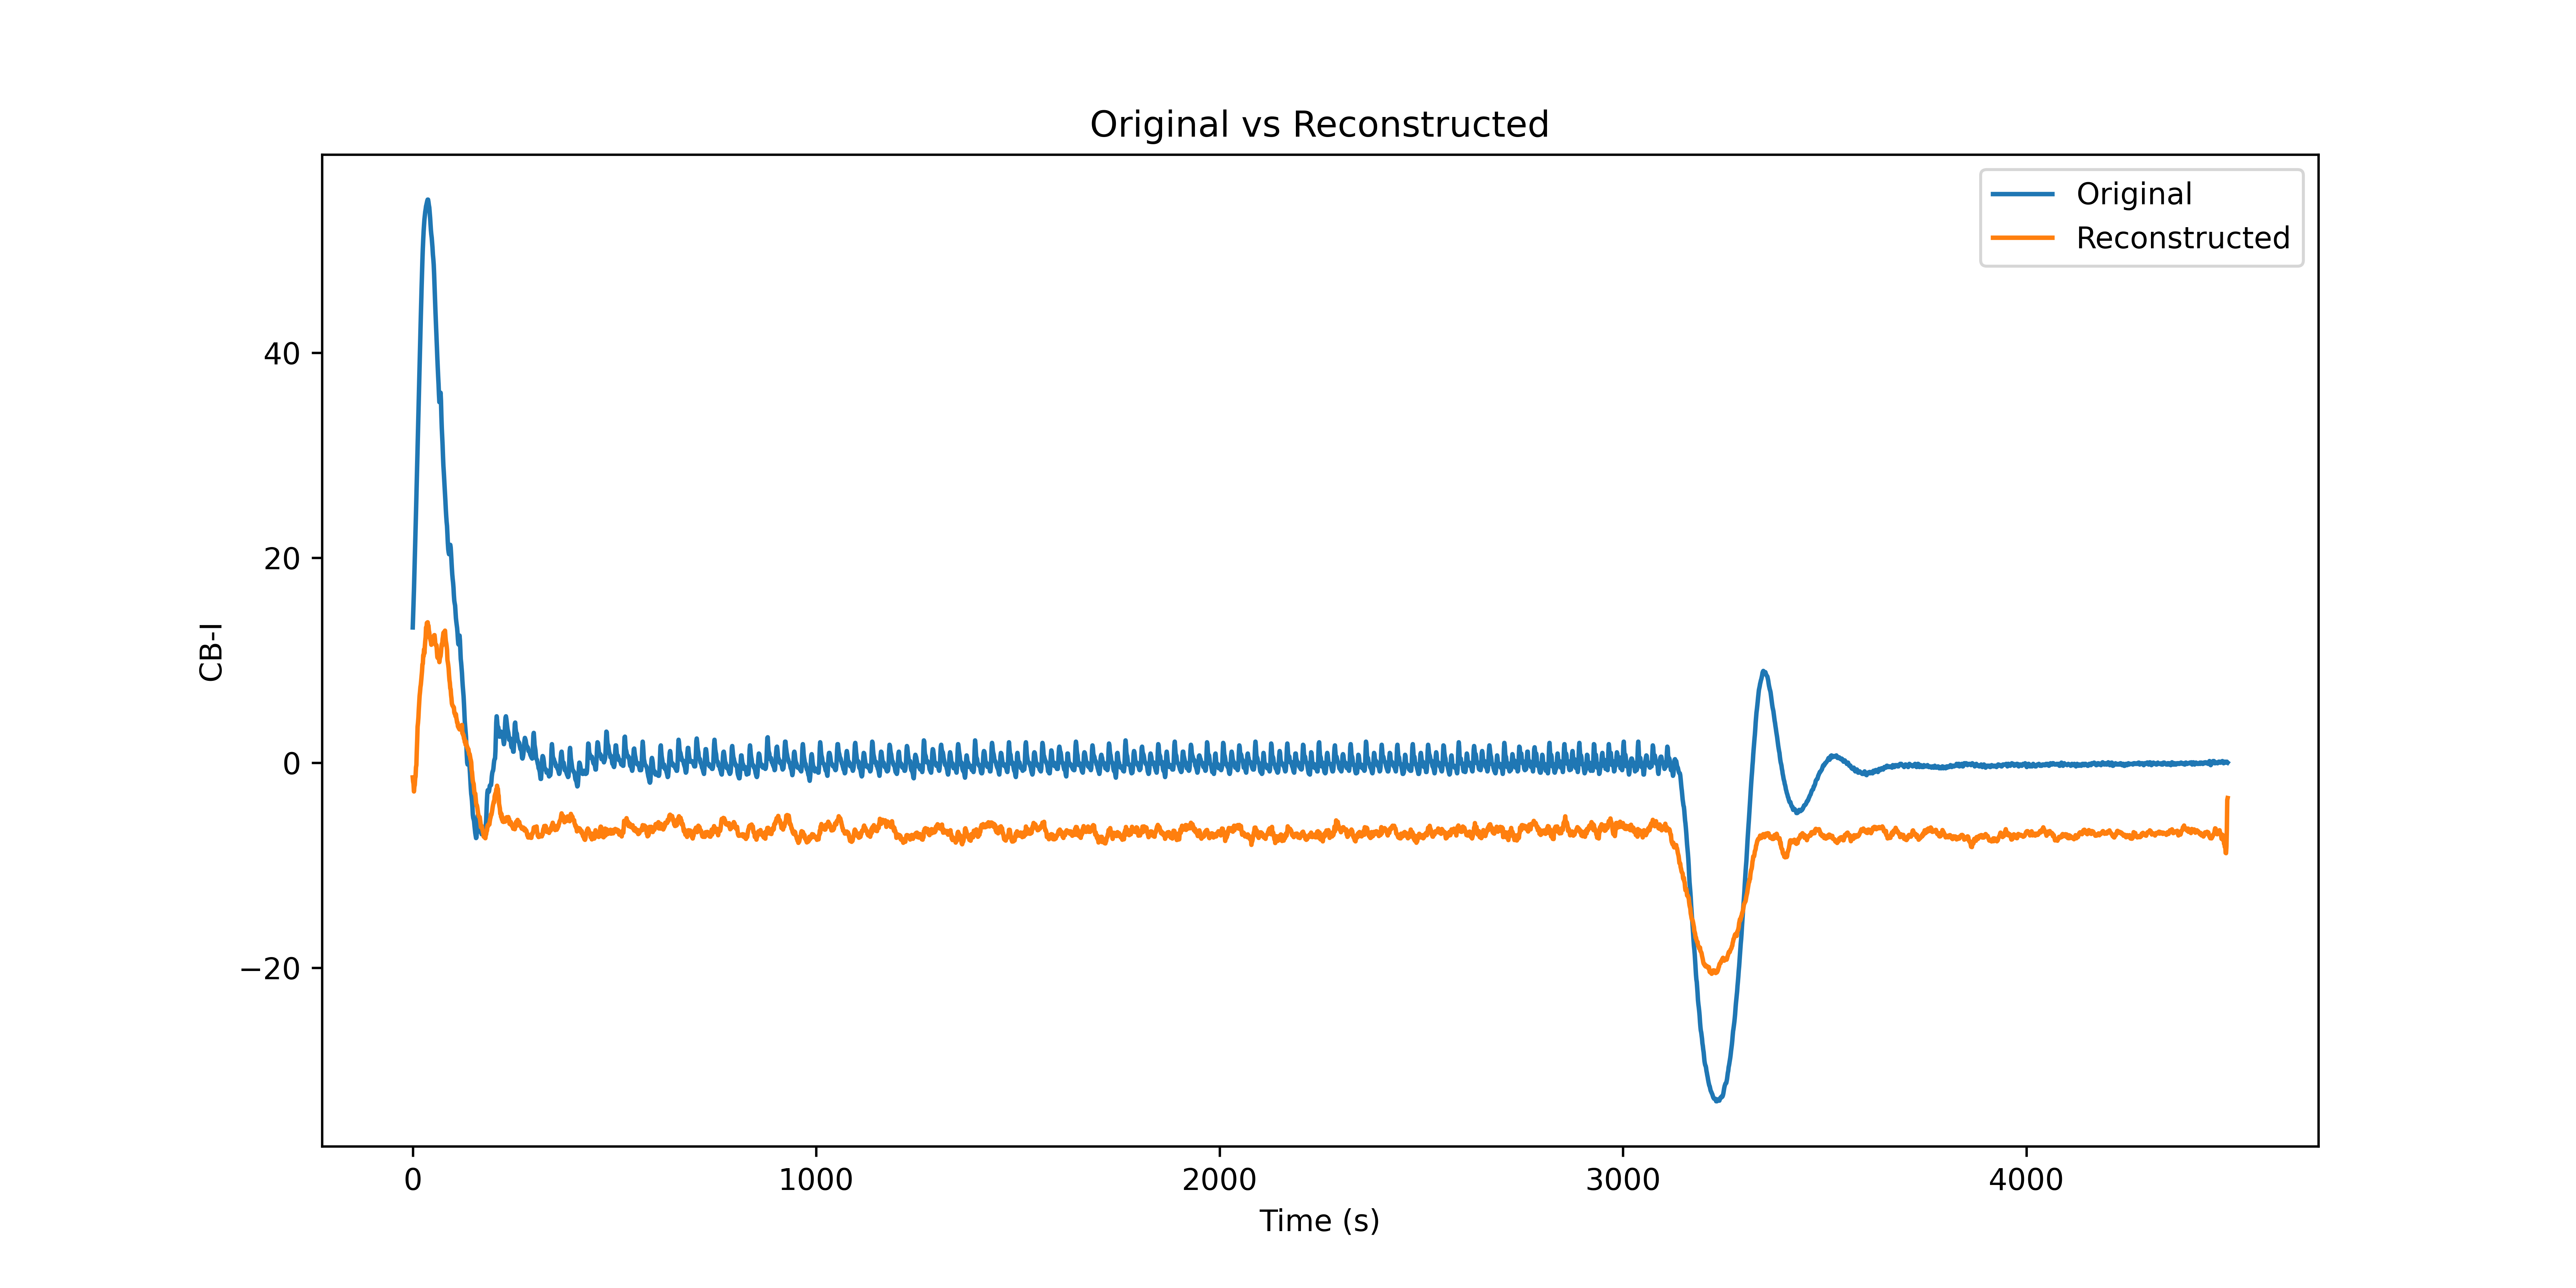 Original vs Reconstructed
Original
Reconstructed
CB-I
40
20
0
−20
0 1000 2000 3000 4000
Time (s)